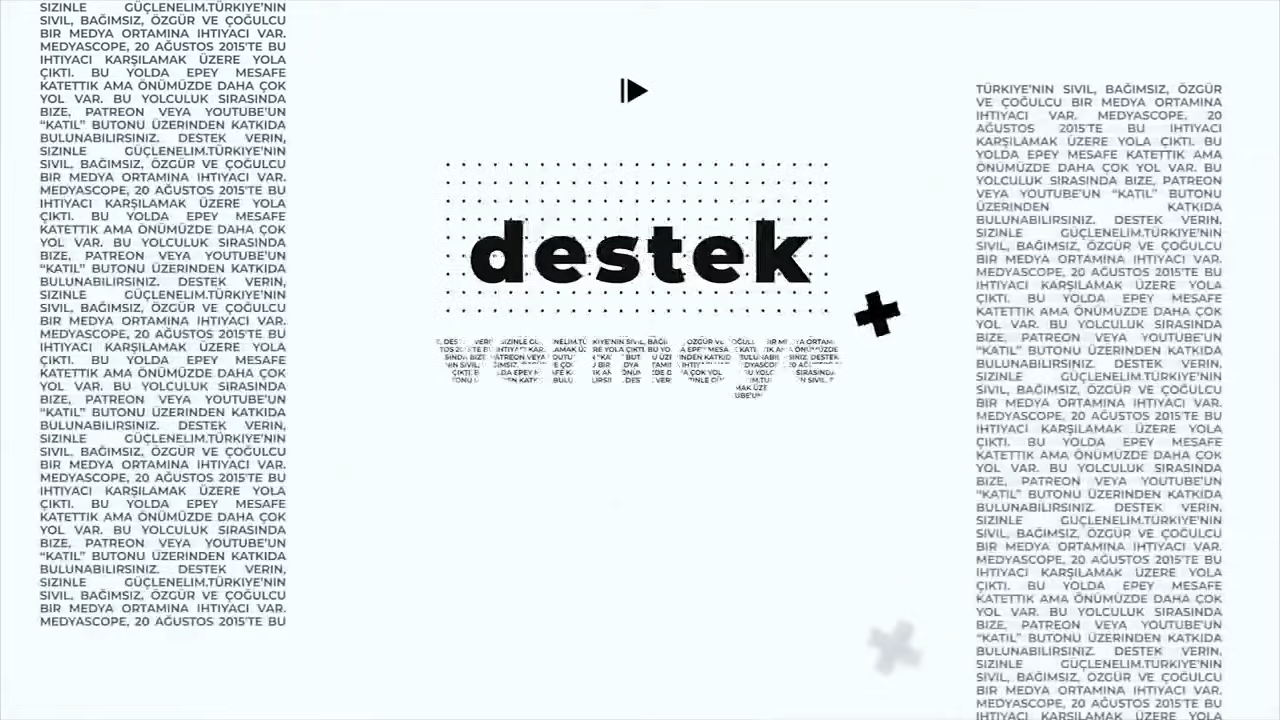 SIZINLE GÜÇLENELIM.TÜRKIYE'NIN
SIVIL, BAĞIMSIZ, ÖZGÜR VE ÇOĞULCU
BIR MEDYA ORTAMINA IHTIYACI VAR.
MEDYASCOPE, 20 AĞUSTOS 2015'TE BU
IHTIYACI KARŞILAMAK ÜZERE YOLA
ÇIKTI. BU YOLDA EPEY MESAFE
KATETTIK AMA ÖNÜMÜZDE DAHA ÇOK
YOL VAR. BU YOLCULUK SIRASINDA
BIZE, PATREON VEYA YOUTUBE'UN
“KATIL” BUTONU ÜZERINDEN KATKIDA
BULUNABILIRSINIZ. DESTEK VERIN,
SIZINLE GÜÇLENELIM.TÜRKIYE'NIN
SIVIL, BAĞIMSIZ, ÖZGÜR VE ÇOĞULCU
BIR MEDYA ORTAMINA IHTIYACI VAR.
MEDYASCOPE, 20 AĞUSTOS 2015'TE BU
IHTIYACI KARŞILAMAK ÜZERE YOLA
ÇIKTI. BU YOLDA EPEY MESAFE
KATETTIK AMA ÖNÜMÜZDE DAHA ÇOK
YOL VAR. BU YOLCULUK SIRASINDA
BIZE, PATREON VEYA YOUTUBE'UN
“KATIL” BUTONU ÜZERINDEN KATKIDA
BULUNABILIRSINIZ. DESTEK VERIN,
SIZINLE GÜÇLENELIM.TÜRKIYE'NIN
SIVIL, BAĞIMSIZ, ÖZGÜR VE ÇOĞULCU
BIR MEDYA ORTAMINA IHTIYACI VAR.
MEDYASCOPE, 20 AĞUSTOS 2015'TE BU
IHTIYACI KARŞILAMAK ÜZERE YOLA
ÇIKTI. BU YOLDA EPEY MESAFE
KATETTIK AMA ÖNÜMÜZDE DAHA ÇOK
YOL VAR. BU YOLCULUK SIRASINDA
BIZE, PATREON VEYA YOUTUBE'UN
“KATIL” BUTONU ÜZERINDEN KATKIDA
BULUNABILIRSINIZ. DESTEK VERIN,
SIZINLE GÜÇLENELIM.TÜRKIYE'NIN
SIVIL, BAĞIMSIZ, ÖZGÜR VE ÇOĞULCU
BIR MEDYA ORTAMINA IHTIYACI VAR.
MEDYASCOPE, 20 AĞUSTOS 2015'TE BU
IHTIYACI KARŞILAMAK ÜZERE YOLA
ÇIKTI. BU YOLDA EPEY MESAFE
KATETTIK AMA ÖNÜMÜZDE DAHA ÇOK
YOL VAR. BU YOLCULUK SIRASINDA
BIZE, PATREON VEYA YOUTUBE'UN
“KATIL” BUTONU ÜZERINDEN KATKIDA
BULUNABILIRSINIZ. DESTEK VERIN,
SIZINLE GÜÇLENELIM.TÜRKIYE'NIN
SIVIL, BAĞIMSIZ, ÖZGÜR VE ÇOĞULCU
BIR MEDYA ORTAMINA IHTIYACI VAR.
MEDYASCOPE, 20 AĞUSTOS 2015'TE BU
destek
TÜRKIYE'NIN SIVIL, BAĞIMSIZ, ÖZGÜR
VE ÇOĞULCU BIR MEDYA ORTAMINA
IHTIYACI VAR. MEDYASCOPE, 20
AĞUSTOS 2015'TE BU IHTIYACI
KARŞILAMAK ÜZERE YOLA ÇIKTI. BU
YOLDA EPEY MESAFE KATETTIK AMA
ÖNÜMÜZDE DAHA ÇOK YOL VAR. BU
YOLCULUK SIRASINDA BIZE, PATREON
VEYA YOUTUBE'UN “KATIL” BUTONU
ÜZERINDEN KATKIDA
BULUNABILIRSINIZ. DESTEK VERIN,
SIZINLE GÜÇLENELIM.TÜRKIYE'NIN
SIVIL, BAĞIMSIZ, ÖZGÜR VE ÇOĞULCU
BIR MEDYA ORTAMINA IHTIYACI VAR.
MEDYASCOPE, 20 AĞUSTOS 2015'TE BU
IHTIYACI KARŞILAMAK ÜZERE YOLA
ÇIKTI. BU YOLDA EPEY MESAFE
KATETTIK AMA ÖNÜMÜZDE DAHA ÇOK
YOL VAR. BU YOLCULUK SIRASINDA
BIZE, PATREON VEYA YOUTUBE'UN
“KATIL” BUTONU ÜZERINDEN KATKIDA
BULUNABILIRSINIZ. DESTEK VERIN,
SIZINLE GÜÇLENELIM.TÜRKIYE'NIN
SIVIL, BAĞIMSIZ, ÖZGÜR VE ÇOĞULCU
BIR MEDYA ORTAMINA IHTIYACI VAR.
MEDYASCOPE, 20 AĞUSTOS 2015'TE BU
IHTIYACI KARŞILAMAK ÜZERE YOLA
ÇIKTI. BU YOLDA EPEY MESAFE
KATETTIK AMA ÖNÜMÜZDE DAHA ÇOK
YOL VAR. BU YOLCULUK SIRASINDA
BIZE, PATREON VEYA YOUTUBE'UN
“KATIL” BUTONU ÜZERINDEN KATKIDA
BULUNABILIRSINIZ. DESTEK VERIN,
SIZINLE GÜÇLENELIM.TÜRKIYE'NIN
SIVIL, BAĞIMSIZ, ÖZGÜR VE ÇOĞULCU
BIR MEDYA ORTAMINA IHTIYACI VAR.
MEDYASCOPE, 20 AĞUSTOS 2015'TE BU
IHTIYACI KARŞILAMAK ÜZERE YOLA
ÇIKTI. BU YOLDA EPEY MESAFE
KATETTIK AMA ÖNÜMÜZDE DAHA ÇOK
YOL VAR. BU YOLCULUK SIRASINDA
BIZE, PATREON VEYA YOUTUBE'UN
“KATIL” BUTONU ÜZERINDEN KATKIDA
BULUNABILIRSINIZ. DESTEK VERIN,
SIZINLE GÜÇLENELIM.TÜRKIYE'NIN
SIVIL, BAĞIMSIZ, ÖZGÜR VE ÇOĞULCU
BIR MEDYA ORTAMINA IHTIYACI VAR.
MEDYASCOPE, 20 AĞUSTOS 2015'TE BU
IHTIYACI KARŞILAMAK ÜZERE YOLA